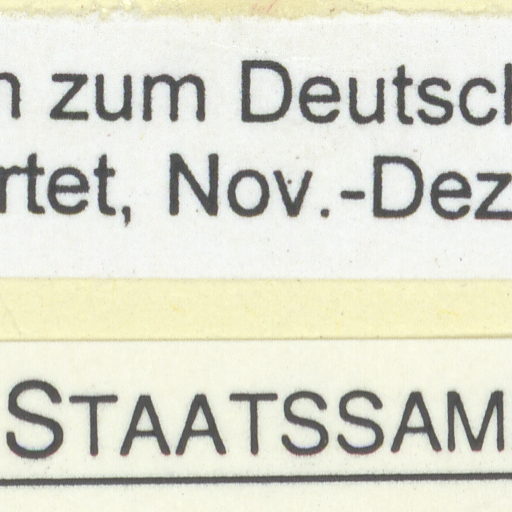 n zum Deutsch
rtet, Nov.-Dez
STAATSSAM